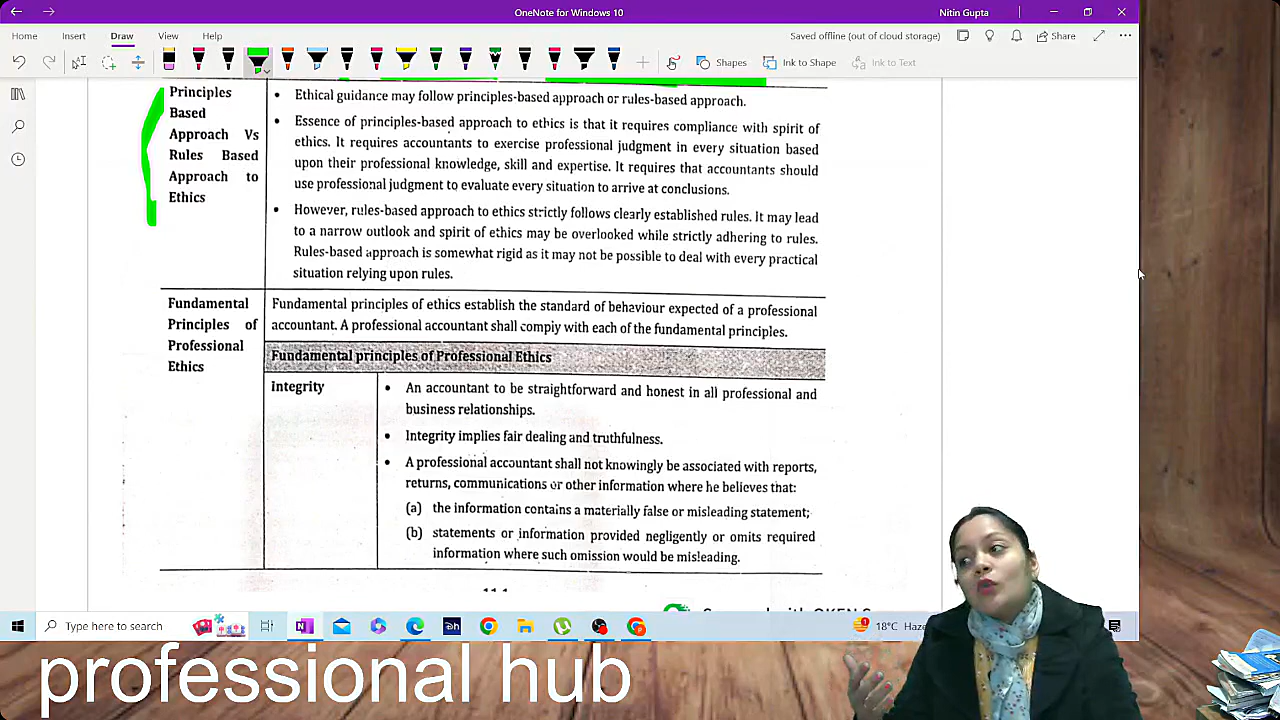 OneNote for Windows 10
Nitin Gupta
Home Insert Draw View Help
Saved offline (out of cloud storage)
Share
Shapes
Ink to Shape
Ink to Text
Principles
Based
Approach Vs
Rules Based
Approach to
Ethics
• Ethical guidance may follow principles-based approach or rules-based approach.
• Essence of principles-based approach to ethics is that it requires compliance with spirit of
ethics. It requires accountants to exercise professional judgment in every situation based
upon their professional knowledge, skill and expertise. It requires that accountants should
use professional judgment to evaluate every situation to arrive at conclusions.
• However, rules-based approach to ethics strictly follows clearly established rules. It may lead
to a narrow outlook and spirit of ethics may be overlooked while strictly adhering to rules.
Rules-based approach is somewhat rigid as it may not be possible to deal with every practical
situation relying upon rules.
Fundamental
Principles of
Professional
Ethics
Fundamental principles of ethics establish the standard of behaviour expected of a professional
accountant. A professional accountant shall comply with each of the fundamental principles.
Fundamental principles of Professional Ethics
Integrity
• An accountant to be straightforward and honest in all professional and
business relationships.
• Integrity implies fair dealing and truthfulness.
• A professional accountant shall not knowingly be associated with reports,
returns, communications or other information where he believes that:
(a) the information contains a materially false or misleading statement;
(b) statements or information provided negligently or omits required
information where such omission would be misleading.
Type here to search
18°C Haze
professional hub